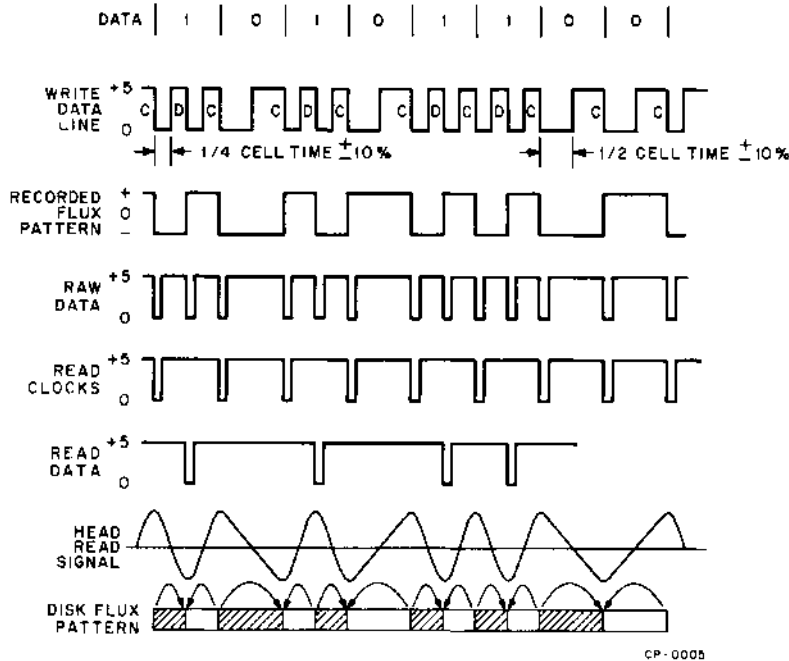 DATA | 1 | 0 | 1 | 0 | 1 | 1 | 0 | 0 |
WRITE DATA LINE
+5
0
C D C C D C C D C D C C C
1/4 CELL TIME ± 10%
1/2 CELL TIME ± 10%
RECORDED FLUX PATTERN
+
0
−
RAW DATA
+5
0
READ CLOCKS
+5
0
READ DATA
+5
0
HEAD READ SIGNAL
DISK FLUX PATTERN
CP-0005